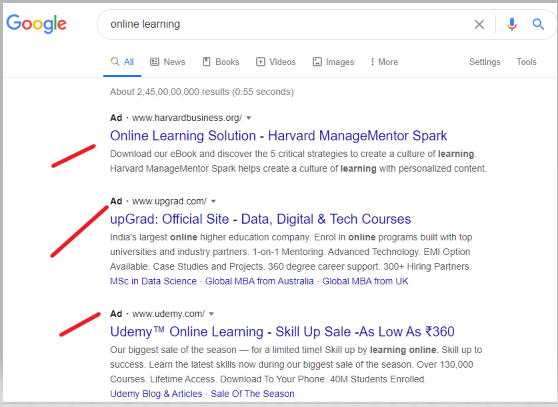 Google
online learning
All News Books Videos Images More Settings Tools
About 2,45,00,00,000 results (0.55 seconds)
Ad · www.harvardbusiness.org/
Online Learning Solution - Harvard ManageMentor Spark
Download our eBook and discover the 5 critical strategies to create a culture of learning.
Harvard ManageMentor Spark helps create a culture of learning with personalized content.
Ad · www.upgrad.com/
upGrad: Official Site - Data, Digital & Tech Courses
India's largest online higher education company. Enrol in online programs built with top
universities and industry partners. 1-on-1 Mentoring. Advanced Technology. EMI Option
Available. Case Studies and Projects. 360 degree career support. 300+ Hiring Partners.
MSc in Data Science · Global MBA from Australia · Global MBA from UK
Ad · www.udemy.com/
Udemy™ Online Learning - Skill Up Sale -As Low As ₹360
Our biggest sale of the season — for a limited time! Skill up by learning online. Skill up to
success. Learn the latest skills now during our biggest sale of the season. Over 130,000
Courses. Lifetime Access. Download To Your Phone. 40M Students Enrolled.
Udemy Blog & Articles · Sale Of The Season